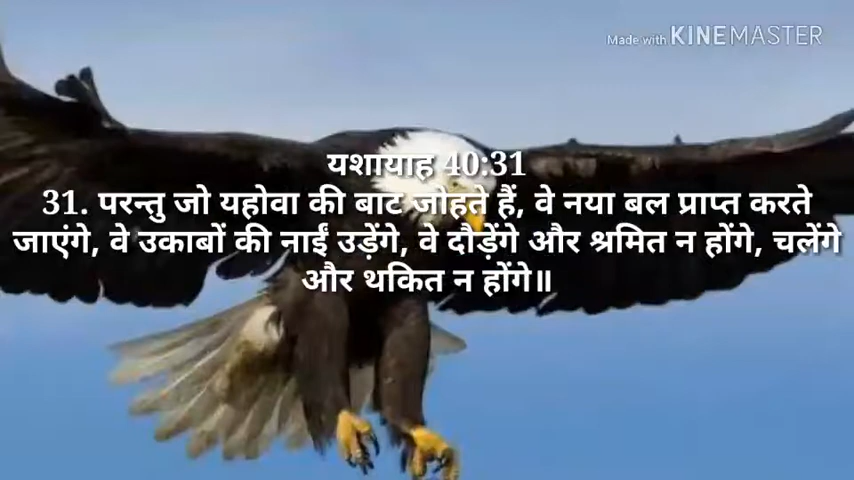 Made with KINEMASTER
यशायाह 40:31
31. परन्तु जो यहोवा की बाट जोहते हैं, वे नया बल प्राप्त करते
जाएंगे, वे उकाबों की नाईं उड़ेंगे, वे दौड़ेंगे और श्रमित न होंगे, चलेंगे
और थकित न होंगे॥